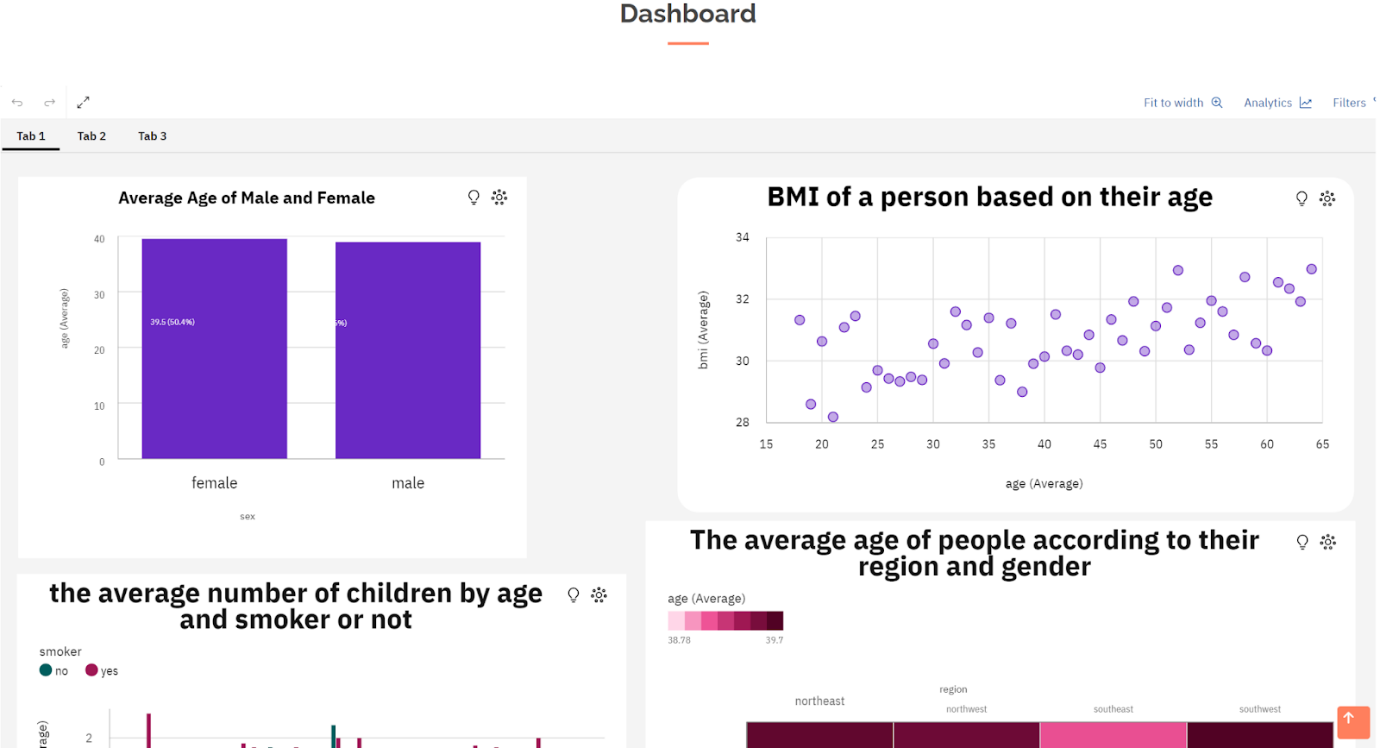 Dashboard
Fit to width Analytics Filters
Tab 1 Tab 2 Tab 3
Average Age of Male and Female
age (Average)
40
30
20
10
0
39.5 (50.4%)
female male
sex
BMI of a person based on their age
bmi (Average)
34
32
30
28
15 20 25 30 35 40 45 50 55 60 65
age (Average)
the average number of children by age
and smoker or not
smoker
no yes
2
The average age of people according to their
region and gender
age (Average)
38.78 39.7
region
northeast northwest southeast southwest